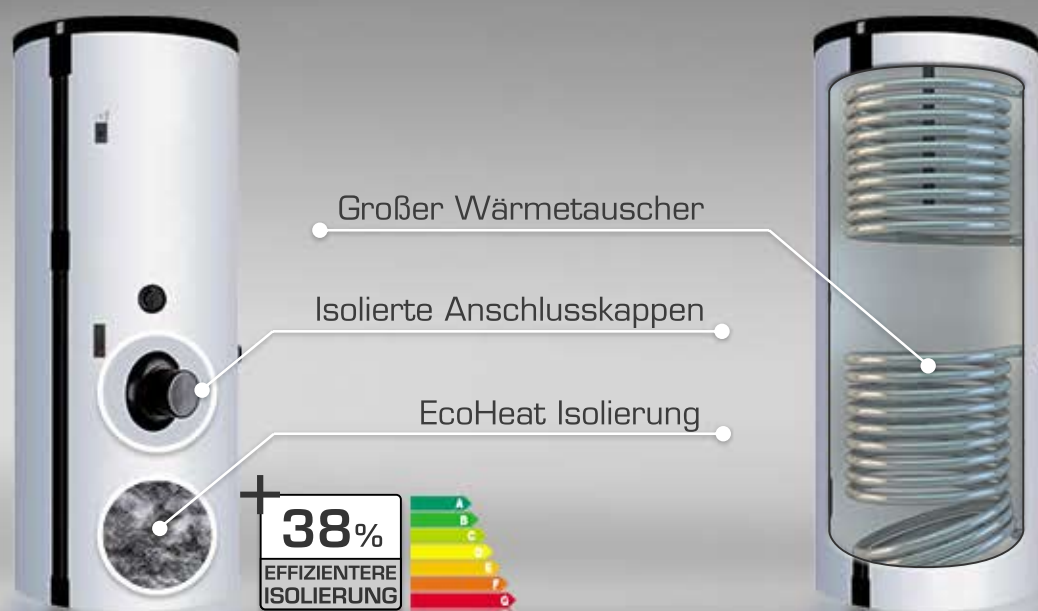 Großer Wärmetauscher
Isolierte Anschlusskappen
EcoHeat Isolierung
+
38%
EFFIZIENTERE
ISOLIERUNG
A
B
C
D
E
F
G